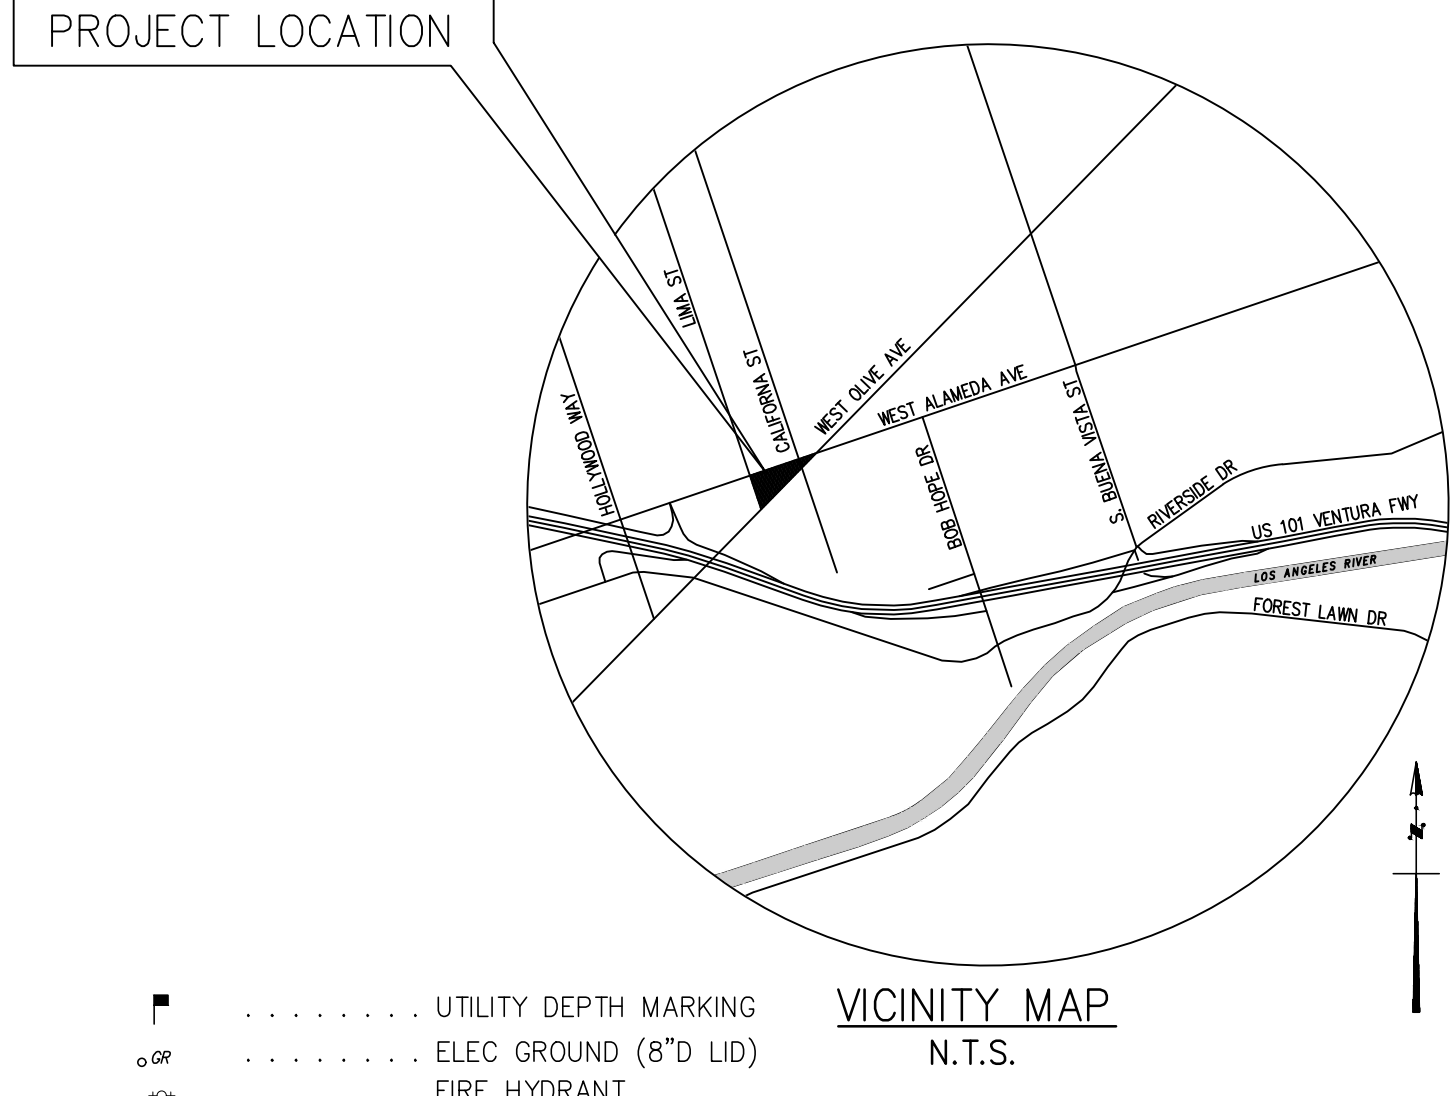 PROJECT LOCATION
LIMA ST
CALIFORNA ST
WEST OLIVE AVE
WEST ALAMEDA AVE
HOLLYWOOD WAY
BOB HOPE DR
S. BUENA VISTA ST
RIVERSIDE DR
US 101 VENTURA FWY
LOS ANGELES RIVER
FOREST LAWN DR
N
VICINITY MAP
N.T.S.
. . . . . . . . UTILITY DEPTH MARKING
GR . . . . . . . . ELEC GROUND (8"D LID)
FIRE HYDRANT